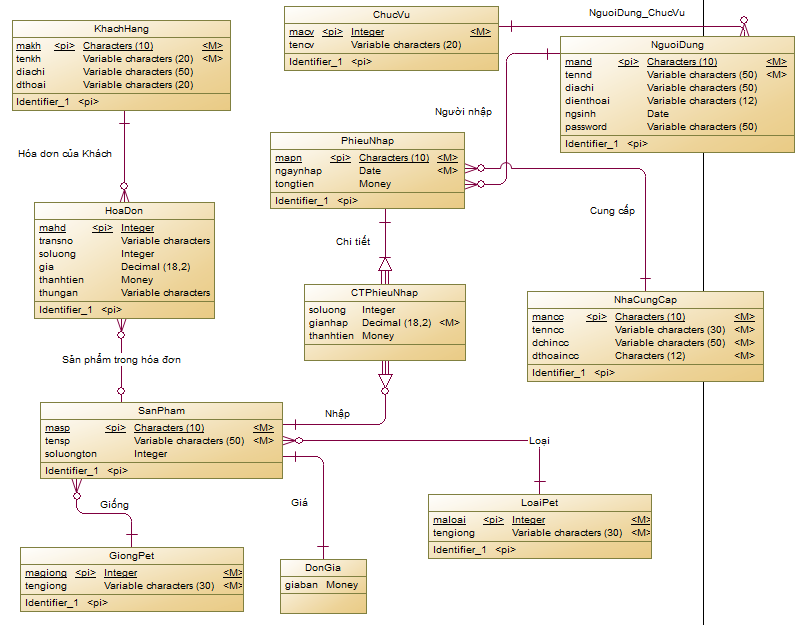 KhachHang
makh <pi> Characters (10) <M>
tenkh Variable characters (20) <M>
diachi Variable characters (50)
dthoai Variable characters (20)
Identifier_1 <pi>
ChucVu
macv <pi> Integer <M>
tencv Variable characters (20)
Identifier_1 <pi>
NguoiDung_ChucVu
NguoiDung
mand <pi> Characters (10) <M>
tennd Variable characters (50) <M>
diachi Variable characters (50)
dienthoai Variable characters (12)
ngsinh Date
password Variable characters (50)
Identifier_1 <pi>
Người nhập
Hóa đơn của Khách
PhieuNhap
mapn <pi> Characters (10) <M>
ngaynhap Date <M>
tongtien Money
Identifier_1 <pi>
Cung cấp
HoaDon
mahd <pi> Integer
transno Variable characters
soluong Integer
gia Decimal (18,2)
thanhtien Money
thungan Variable characters
Identifier_1 <pi>
Chi tiết
CTPhieuNhap
soluong Integer
gianhap Decimal (18,2) <M>
thanhtien Money
NhaCungCap
mancc <pi> Characters (10) <M>
tenncc Variable characters (30) <M>
dchincc Variable characters (50) <M>
dthoaincc Characters (12) <M>
Identifier_1 <pi>
Sản phẩm trong hóa đơn
SanPham
masp <pi> Characters (10) <M>
tensp Variable characters (50) <M>
soluongton Integer
Identifier_1 <pi>
Nhập
Loại
Giống
Giá
LoaiPet
maloai <pi> Integer <M>
tengiong Variable characters (30) <M>
Identifier_1 <pi>
GiongPet
magiong <pi> Integer <M>
tengiong Variable characters (30) <M>
Identifier_1 <pi>
DonGia
giaban Money